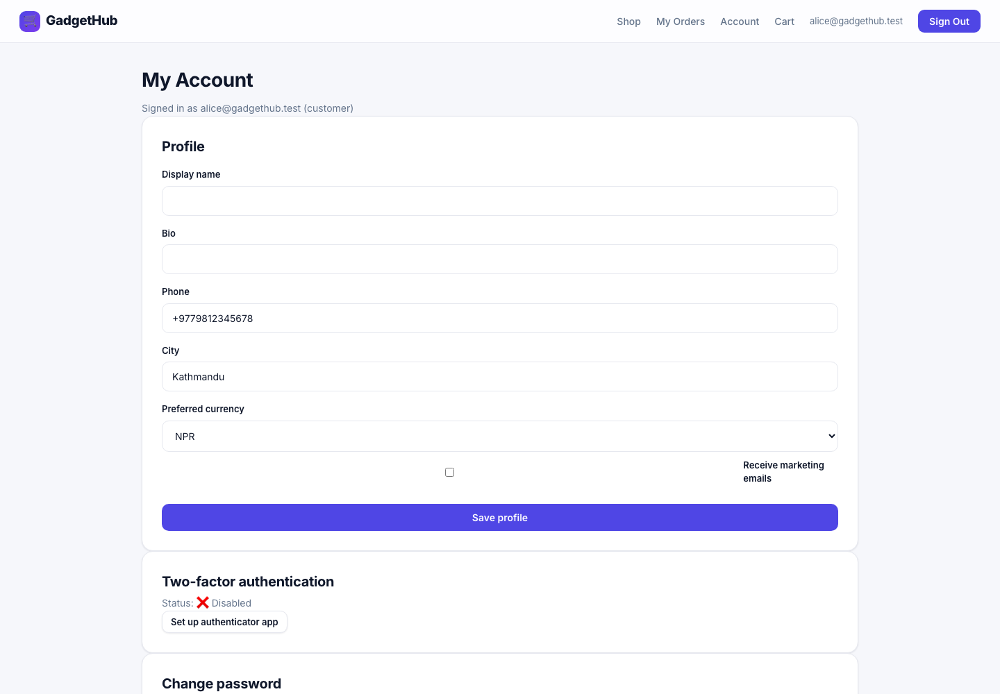 GadgetHub
Shop
My Orders
Account
Cart
alice@gadgethub.test
Sign Out
My Account
Signed in as alice@gadgethub.test (customer)
Profile
Display name
Bio
Phone
+9779812345678
City
Kathmandu
Preferred currency
NPR
Receive marketing
emails
Save profile
Two-factor authentication
Status: ❌ Disabled
Set up authenticator app
Change password